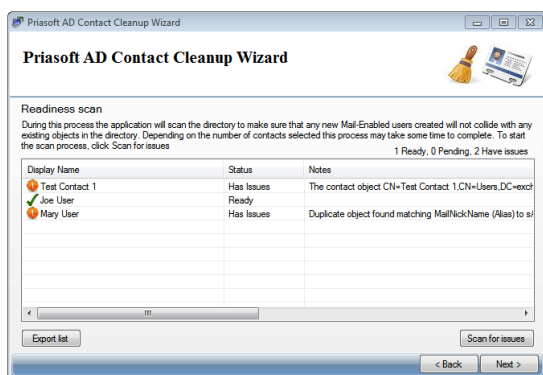 Priasoft AD Contact Cleanup Wizard
Priasoft AD Contact Cleanup Wizard
Readiness scan
During this process the application will scan the directory to make sure that any new Mail-Enabled users created will not collide with any
existing objects in the directory. Depending on the number of contacts selected this process may take some time to complete. To start
the scan process, click Scan for issues
1 Ready, 0 Pending, 2 Have issues
Display Name Status Notes
Test Contact 1 Has Issues The contact object CN=Test Contact 1,CN=Users,DC=exch
Joe User Ready
Mary User Has Issues Duplicate object found matching MailNickName (Alias) to sA
Export list Scan for issues
< Back Next >